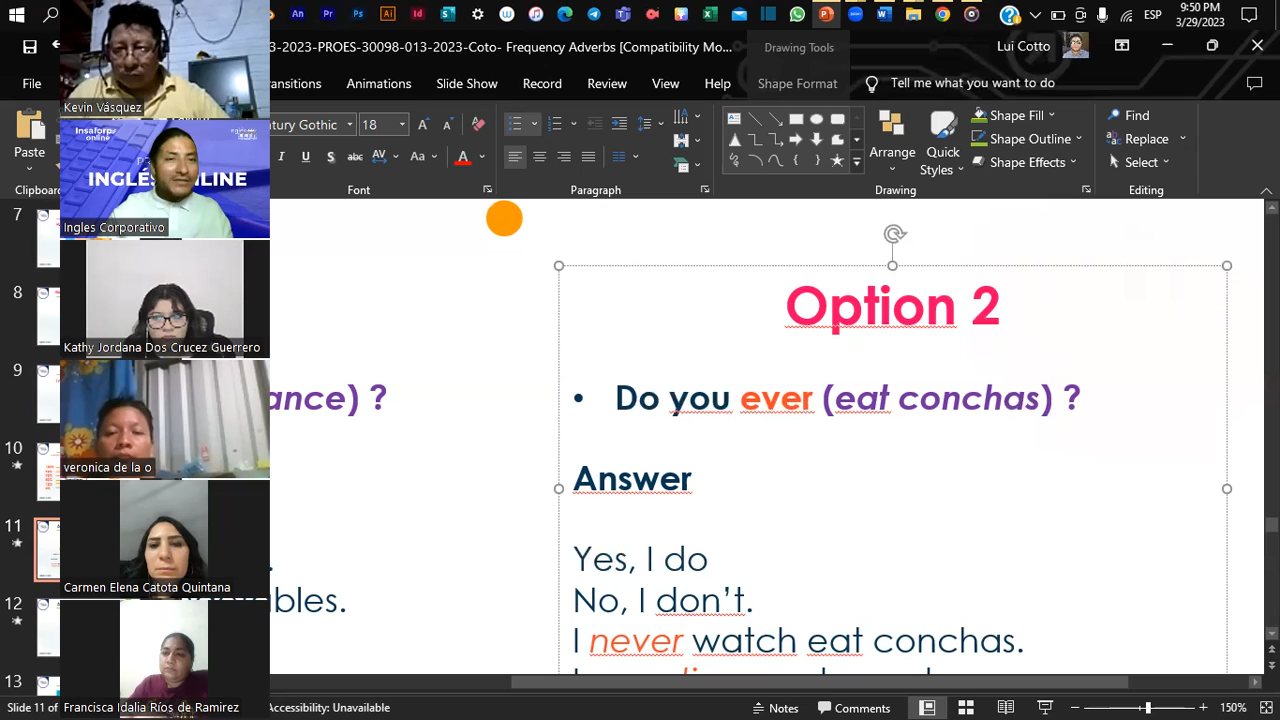 9:50 PM
ESP
3/29/2023
3-2023-PROES-30098-013-2023-Coto- Frequency Adverbs [Compatibility Mo...
Drawing Tools
Lui Cotto
File
nsitions
Animations
Slide Show
Record
Review
View
Help
Shape Format
Tell me what you want to do
ntury Gothic
18
Arrange
Quick
Styles
Shape Fill
Shape Outline
Shape Effects
Find
Replace
Select
Clipboard
Font
Paragraph
Drawing
Editing
Kevin Vásquez
Insaforp
online
INGLÉS ONLINE
Ingles Corporativo
Kathy Jordana Dos Crucez Guerrero
veronica de la o
Carmen Elena Catota Quintana
Francisca Idalia Ríos de Ramirez
7
8
9
10
11
12
13
ance) ?
bles.
Option 2
• Do you ever (eat conchas) ?
Answer
Yes, I do
No, I don't.
I never watch eat conchas.
Slide 11 of
Accessibility: Unavailable
Notes
Comments
150%